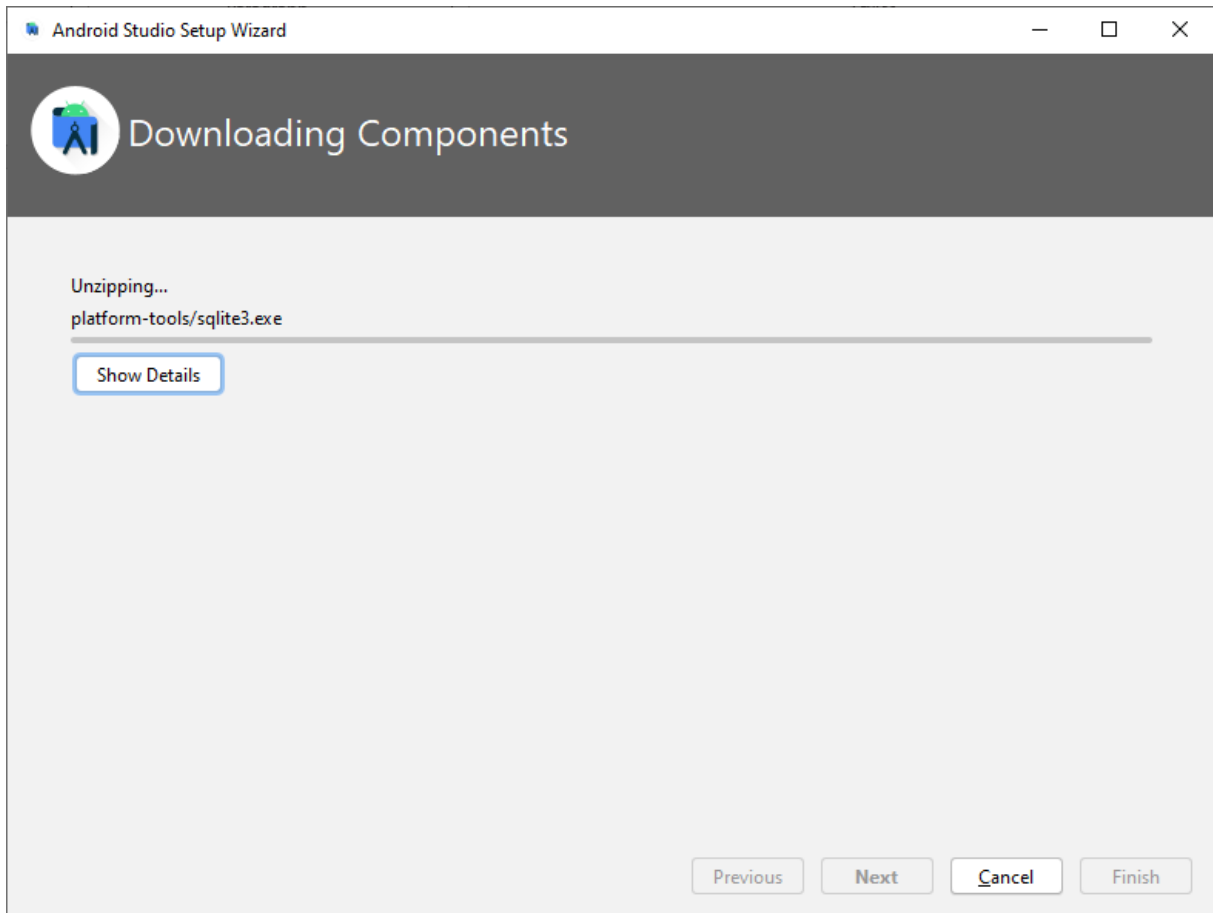 Android Studio Setup Wizard
Downloading Components
Unzipping...
platform-tools/sqlite3.exe
Show Details
Previous Next Cancel Finish